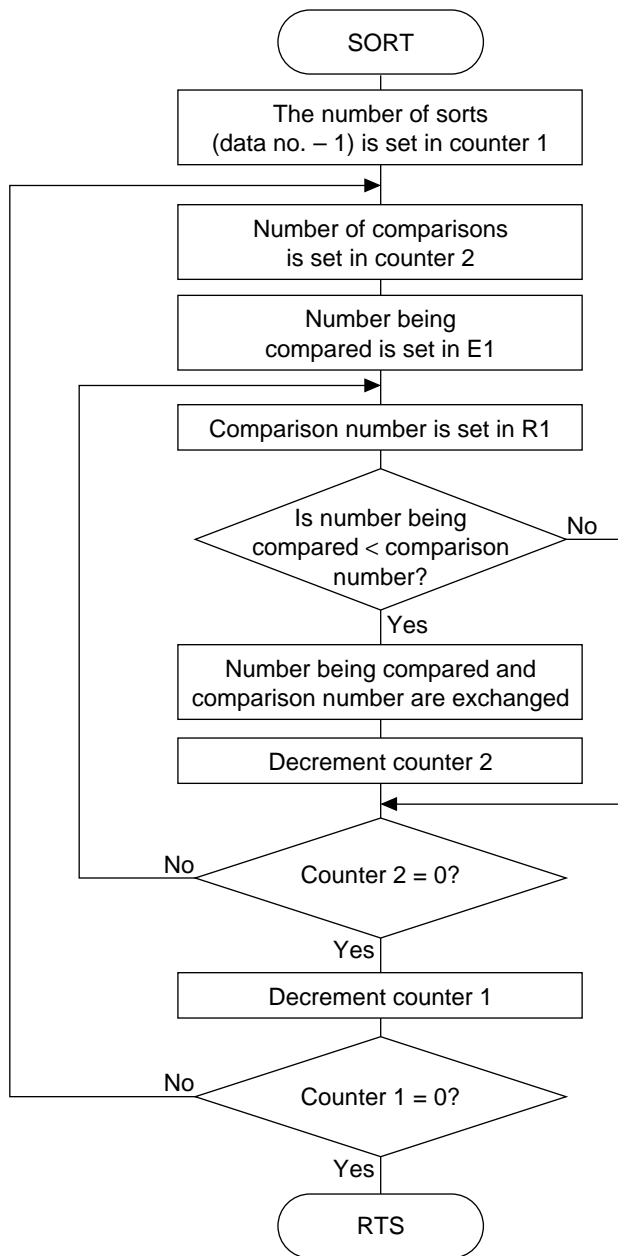 SORT
The number of sorts
(data no. – 1) is set in counter 1
Number of comparisons
is set in counter 2
Number being
compared is set in E1
Comparison number is set in R1
Is number being
compared < comparison
number?
No
Yes
Number being compared and
comparison number are exchanged
Decrement counter 2
No
Counter 2 = 0?
Yes
Decrement counter 1
No
Counter 1 = 0?
Yes
RTS